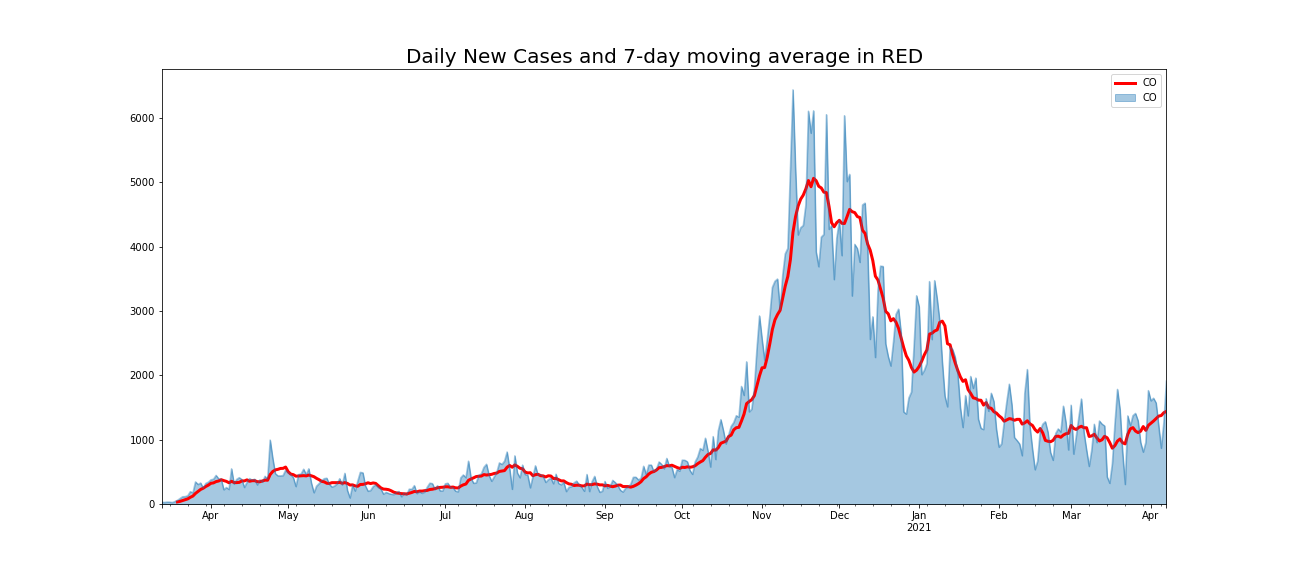 Daily New Cases and 7-day moving average in RED
CO
CO
6000
5000
4000
3000
2000
1000
0
Apr May Jun Jul Aug Sep Oct Nov Dec Jan Feb Mar Apr
2021